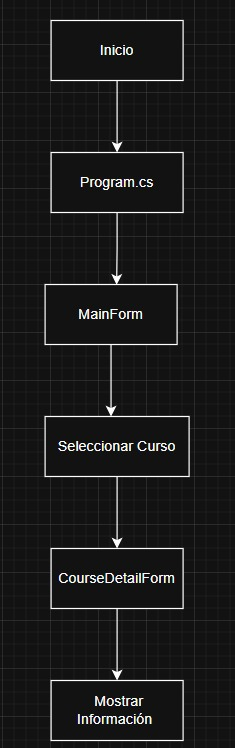 Inicio
Program.cs
MainForm
Seleccionar Curso
CourseDetailForm
Mostrar
Información